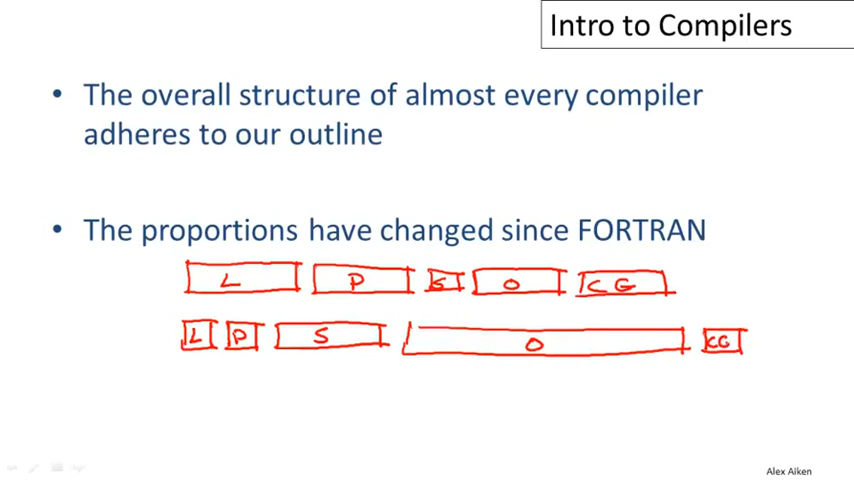 Intro to Compilers
• The overall structure of almost every compiler
adheres to our outline
• The proportions have changed since FORTRAN
L P S O CG
L P S O CG
Alex Aiken